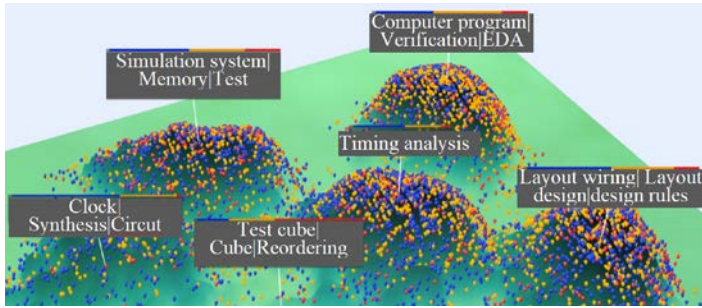 Computer program|
Verification|EDA
Simulation system|
Memory|Test
Timing analysis
Layout wiring| Layout
design|design rules
Clock|
Synthesis|Circut
Test cube|
Cube|Reordering